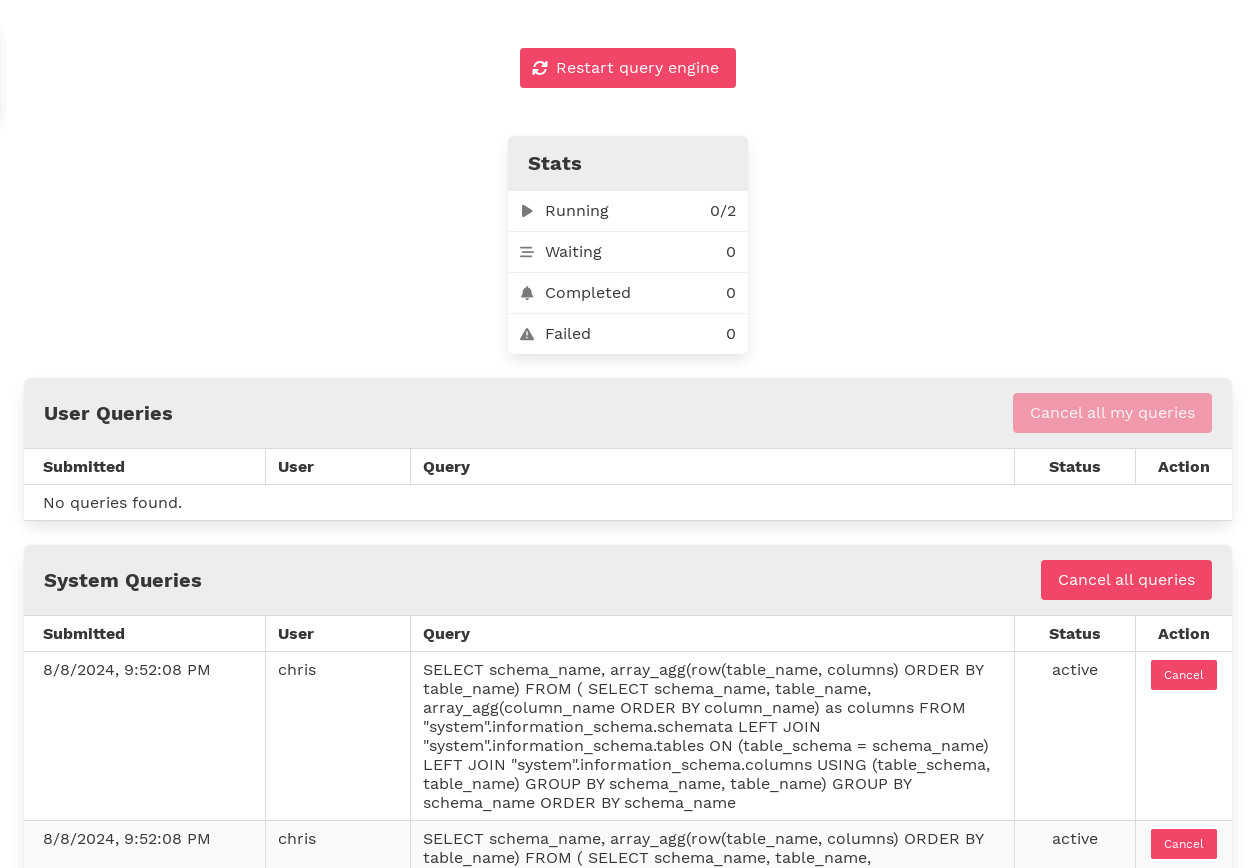 Restart query engine
Stats
Running 0/2
Waiting 0
Completed 0
Failed 0
User Queries Cancel all my queries
Submitted User Query Status Action
No queries found.
System Queries Cancel all queries
Submitted User Query Status Action
8/8/2024, 9:52:08 PM chris SELECT schema_name, array_agg(row(table_name, columns) ORDER BY active Cancel
table_name) FROM ( SELECT schema_name, table_name,
array_agg(column_name ORDER BY column_name) as columns FROM
"system".information_schema.schemata LEFT JOIN
"system".information_schema.tables ON (table_schema = schema_name)
LEFT JOIN "system".information_schema.columns USING (table_schema,
table_name) GROUP BY schema_name, table_name) GROUP BY
schema_name ORDER BY schema_name
8/8/2024, 9:52:08 PM chris SELECT schema_name, array_agg(row(table_name, columns) ORDER BY active Cancel
table_name) FROM ( SELECT schema_name, table_name,